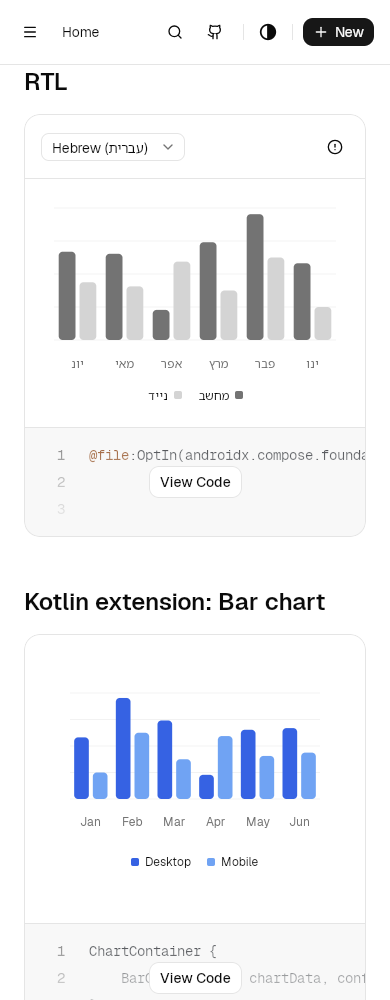 Home
New
RTL
Hebrew (עברית)
יונ מאי אפר מרץ פבר ינו
מחשב נייד
1 @file:OptIn(androidx.compose.founda
2
View Code
3
Kotlin extension: Bar chart
Jan Feb Mar Apr May Jun
Desktop Mobile
1 ChartContainer {
2 BarC chartData, conf
View Code